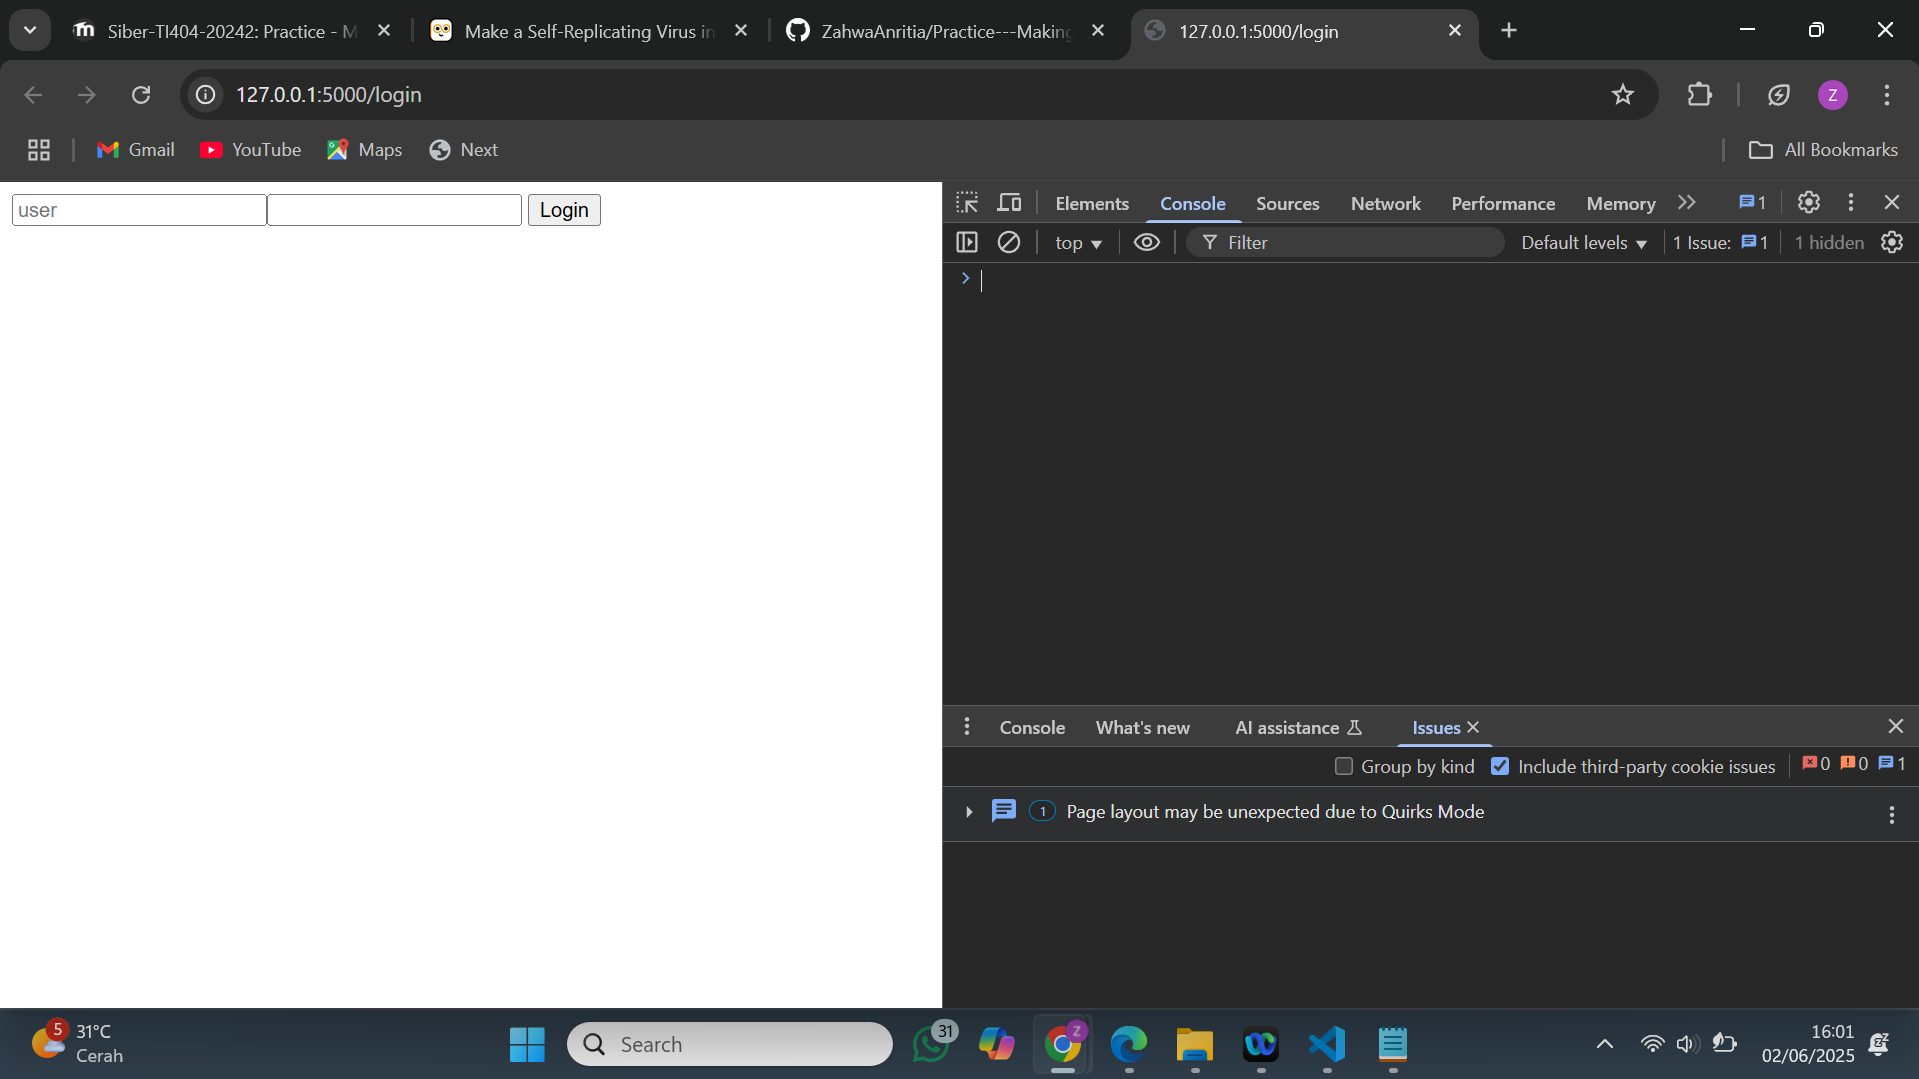 Siber-TI404-20242: Practice - M
Make a Self-Replicating Virus in
ZahwaAnritia/Practice---Making
127.0.0.1:5000/login
127.0.0.1:5000/login
Z
Gmail
YouTube
Maps
Next
All Bookmarks
user
Login
Elements
Console
Sources
Network
Performance
Memory
1
top
Filter
Default levels
1 Issue: 1
1 hidden
>
Console
What's new
AI assistance
Issues
Group by kind
Include third-party cookie issues
0 0 1
1 Page layout may be unexpected due to Quirks Mode
5
31°C
Cerah
Search
31
Z
16:01
02/06/2025